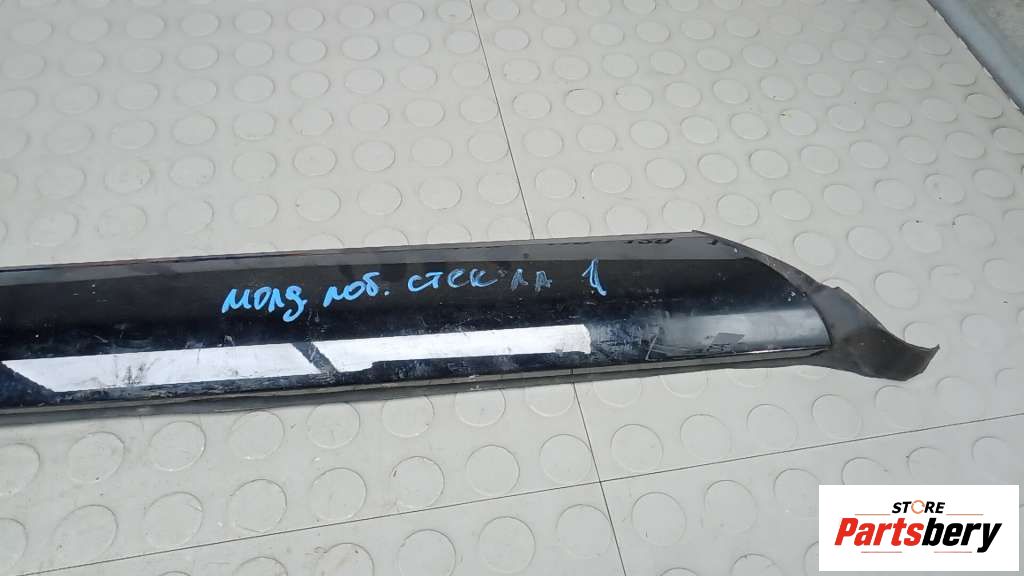 молд лоб. стекла 1
STORE
Partsbery